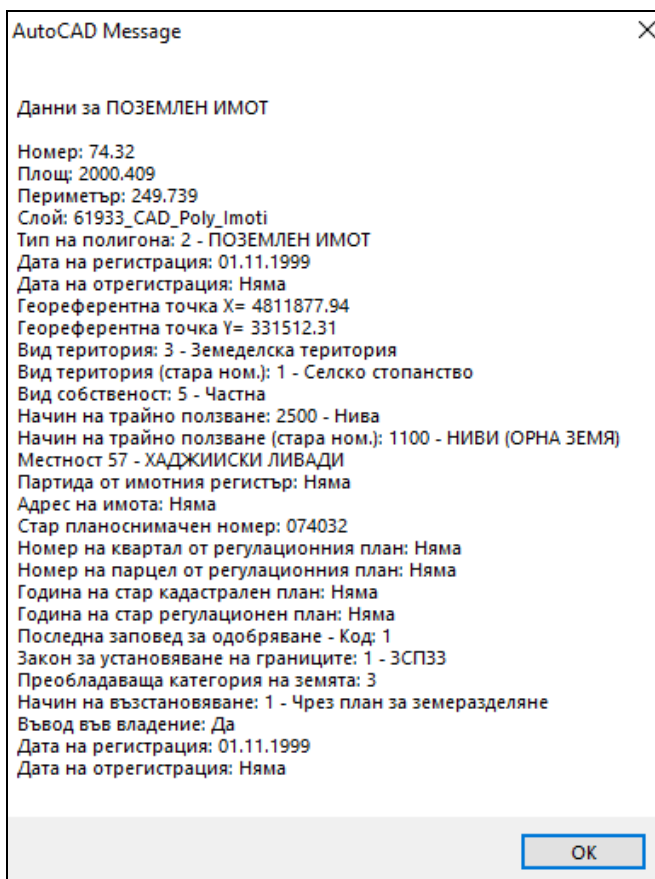 AutoCAD Message
Данни за ПОЗЕМЛЕН ИМОТ
Номер: 74.32
Площ: 2000.409
Периметър: 249.739
Слой: 61933_CAD_Poly_Imoti
Тип на полигона: 2 - ПОЗЕМЛЕН ИМОТ
Дата на регистрация: 01.11.1999
Дата на отрегистрация: Няма
Геореферентна точка X= 4811877.94
Геореферентна точка Y= 331512.31
Вид територия: 3 - Земеделска територия
Вид територия (стара ном.): 1 - Селско стопанство
Вид собственост: 5 - Частна
Начин на трайно ползване: 2500 - Нива
Начин на трайно ползване (стара ном.): 1100 - НИВИ (ОРНА ЗЕМЯ)
Местност 57 - ХАДЖИИСКИ ЛИВАДИ
Партида от имотния регистър: Няма
Адрес на имота: Няма
Стар планоснимачен номер: 074032
Номер на квартал от регулационния план: Няма
Номер на парцел от регулационния план: Няма
Година на стар кадастрален план: Няма
Година на стар регулационен план: Няма
Последна заповед за одобряване - Код: 1
Закон за установяване на границите: 1 - ЗСПЗЗ
Преобладаваща категория на земята: 3
Начин на възстановяване: 1 - Чрез план за земеразделяне
Въвод във владение: Да
Дата на регистрация: 01.11.1999
Дата на отрегистрация: Няма
OK